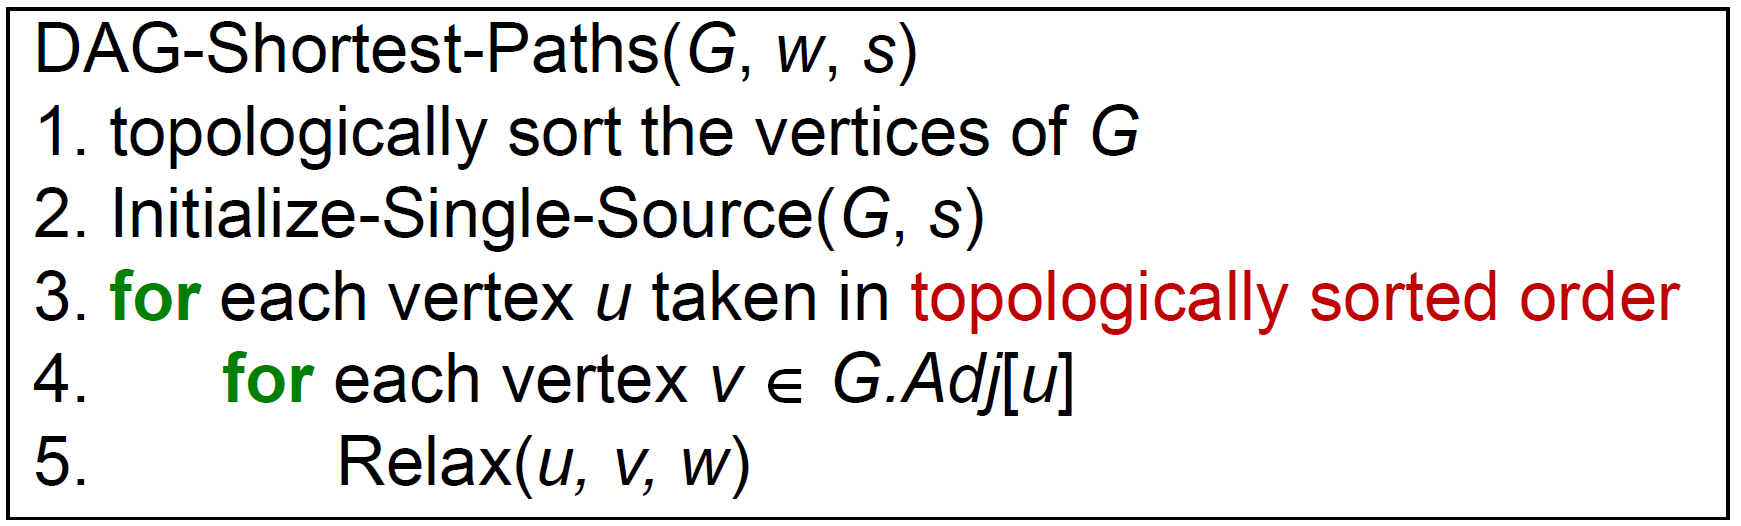 DAG-Shortest-Paths(G, w, s)
1. topologically sort the vertices of G
2. Initialize-Single-Source(G, s)
3. for each vertex u taken in topologically sorted order
4. for each vertex v ∈ G.Adj[u]
5. Relax(u, v, w)